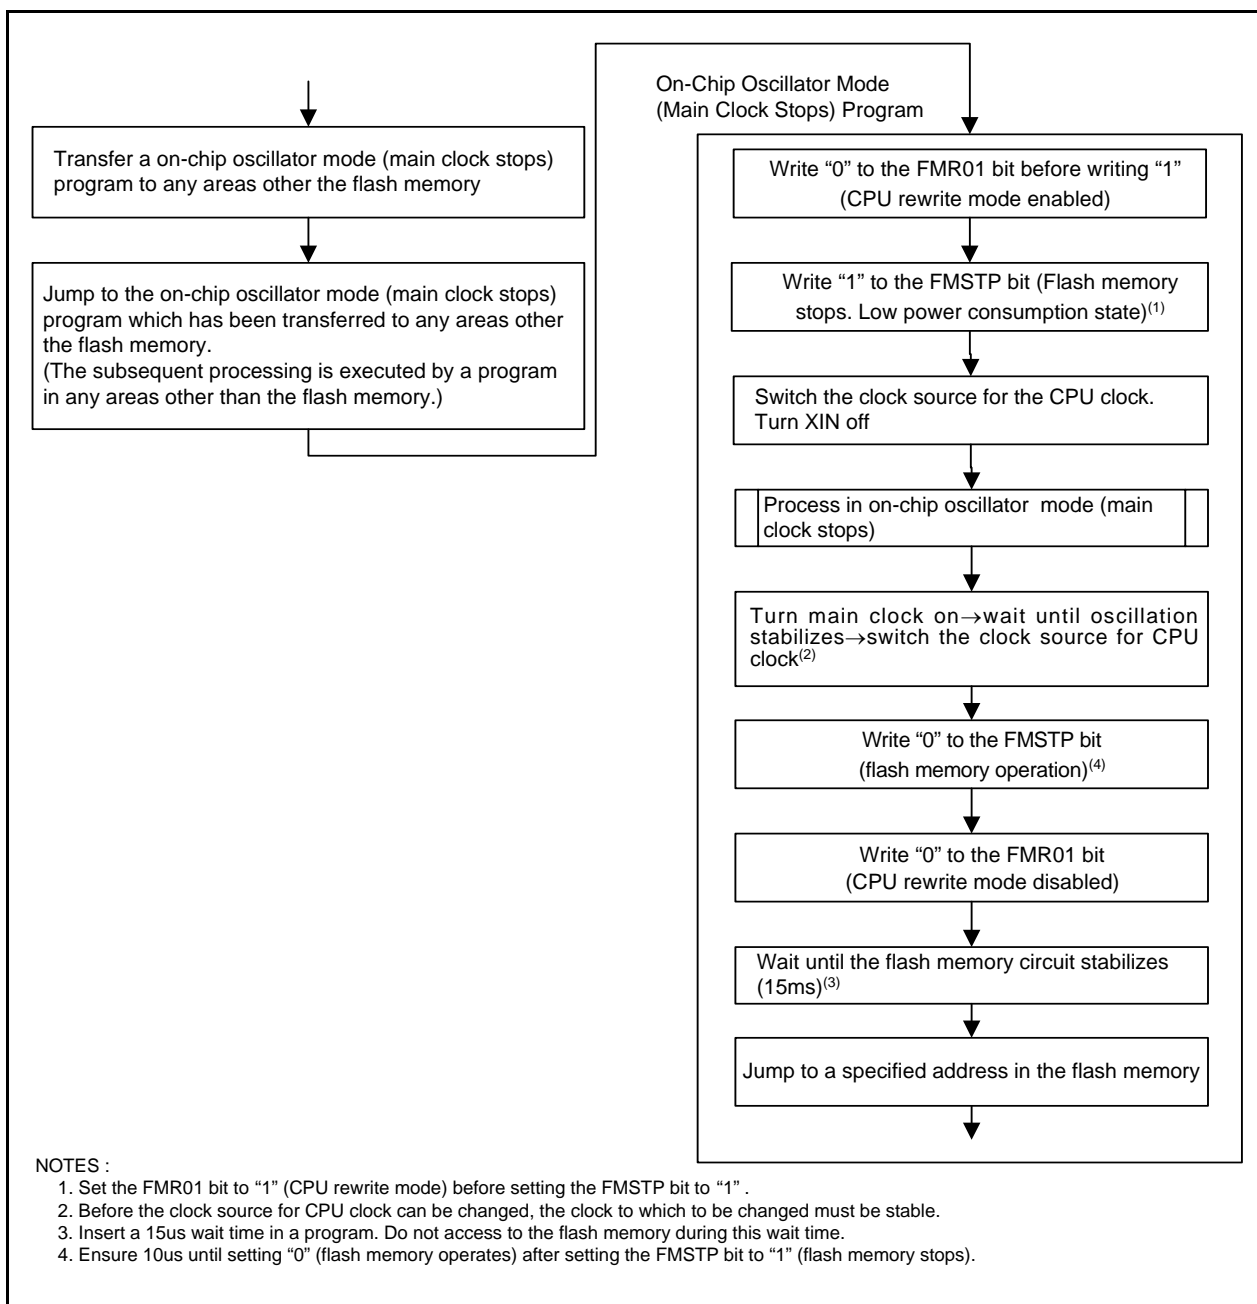 Transfer a on-chip oscillator mode (main clock stops)
program to any areas other the flash memory
Jump to the on-chip oscillator mode (main clock stops)
program which has been transferred to any areas other
the flash memory.
(The subsequent processing is executed by a program
in any areas other than the flash memory.)
On-Chip Oscillator Mode
(Main Clock Stops) Program
Write “0” to the FMR01 bit before writing “1”
(CPU rewrite mode enabled)
Write “1” to the FMSTP bit (Flash memory
stops. Low power consumption state)(1)
Switch the clock source for the CPU clock.
Turn XIN off
Process in on-chip oscillator mode (main
clock stops)
Turn main clock on→wait until oscillation
stabilizes→switch the clock source for CPU
clock(2)
Write “0” to the FMSTP bit
(flash memory operation)(4)
Write “0” to the FMR01 bit
(CPU rewrite mode disabled)
Wait until the flash memory circuit stabilizes
(15ms)(3)
Jump to a specified address in the flash memory
NOTES :
1. Set the FMR01 bit to “1” (CPU rewrite mode) before setting the FMSTP bit to “1” .
2. Before the clock source for CPU clock can be changed, the clock to which to be changed must be stable.
3. Insert a 15us wait time in a program. Do not access to the flash memory during this wait time.
4. Ensure 10us until setting “0” (flash memory operates) after setting the FMSTP bit to “1” (flash memory stops).